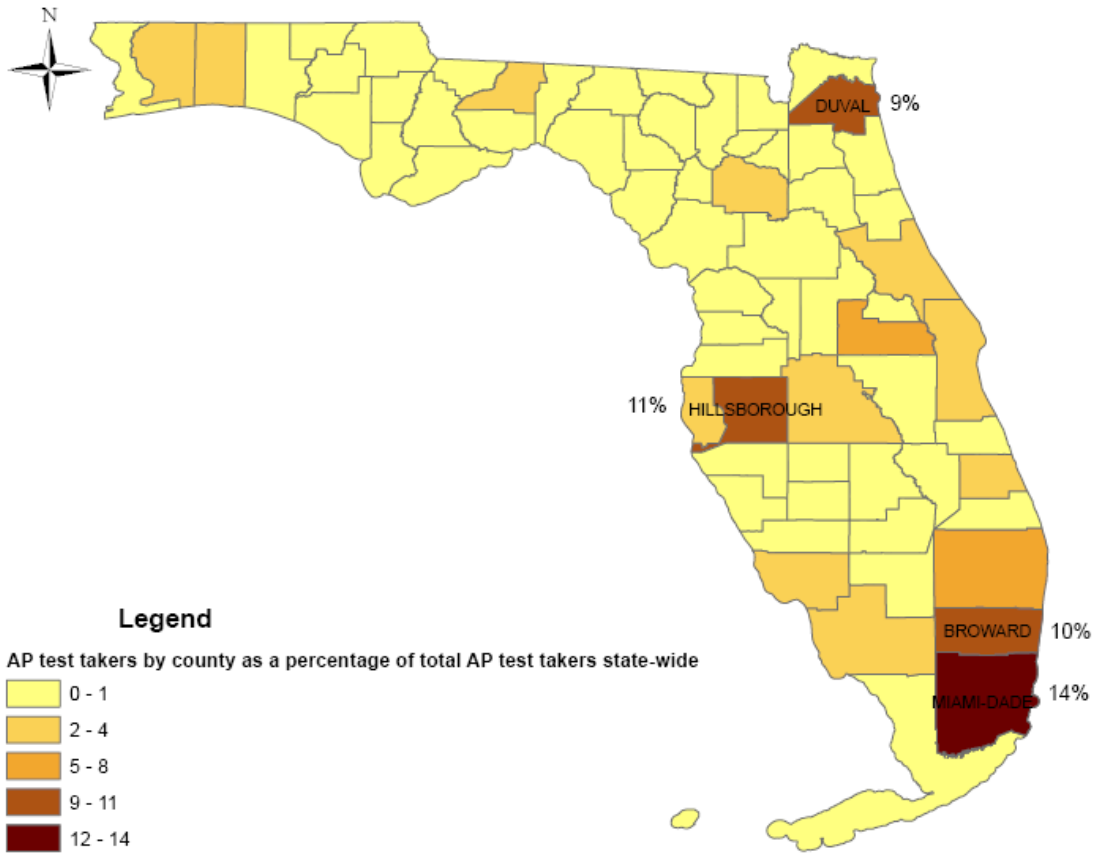 N
DUVAL 9%
11% HILLSBOROUGH
BROWARD 10%
MIAMI-DADE 14%
Legend
AP test takers by county as a percentage of total AP test takers state-wide
0 - 1
2 - 4
5 - 8
9 - 11
12 - 14